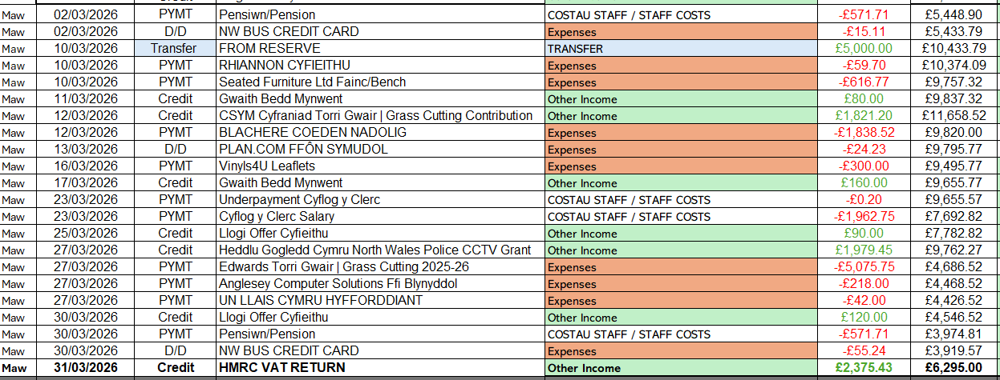 Maw 02/03/2026 PYMT Pensiwn/Pension COSTAU STAFF / STAFF COSTS -£571.71 £5,448.90
Maw 02/03/2026 D/D NW BUS CREDIT CARD Expenses -£15.11 £5,433.79
Maw 10/03/2026 Transfer FROM RESERVE TRANSFER £5,000.00 £10,433.79
Maw 10/03/2026 PYMT RHIANNON CYFIEITHU Expenses -£59.70 £10,374.09
Maw 10/03/2026 PYMT Seated Furniture Ltd Fainc/Bench Expenses -£616.77 £9,757.32
Maw 11/03/2026 Credit Gwaith Bedd Mynwent Other Income £80.00 £9,837.32
Maw 12/03/2026 Credit CSYM Cyfraniad Torri Gwair | Grass Cutting Contribution Other Income £1,821.20 £11,658.52
Maw 12/03/2026 PYMT BLACHERE COEDEN NADOLIG Expenses -£1,838.52 £9,820.00
Maw 13/03/2026 D/D PLAN.COM FFÔN SYMUDOL Expenses -£24.23 £9,795.77
Maw 16/03/2026 PYMT Vinyls4U Leaflets Expenses -£300.00 £9,495.77
Maw 17/03/2026 Credit Gwaith Bedd Mynwent Other Income £160.00 £9,655.77
Maw 23/03/2026 PYMT Underpayment Cyflog y Clerc COSTAU STAFF / STAFF COSTS -£0.20 £9,655.57
Maw 23/03/2026 PYMT Cyflog y Clerc Salary COSTAU STAFF / STAFF COSTS -£1,962.75 £7,692.82
Maw 25/03/2026 Credit Llogi Offer Cyfieithu Other Income £90.00 £7,782.82
Maw 27/03/2026 Credit Heddlu Gogledd Cymru North Wales Police CCTV Grant Other Income £1,979.45 £9,762.27
Maw 27/03/2026 PYMT Edwards Torri Gwair | Grass Cutting 2025-26 Expenses -£5,075.75 £4,686.52
Maw 27/03/2026 PYMT Anglesey Computer Solutions Ffi Blynyddol Expenses -£218.00 £4,468.52
Maw 27/03/2026 PYMT UN LLAIS CYMRU HYFFORDDIANT Expenses -£42.00 £4,426.52
Maw 30/03/2026 Credit Llogi Offer Cyfieithu Other Income £120.00 £4,546.52
Maw 30/03/2026 PYMT Pensiwn/Pension COSTAU STAFF / STAFF COSTS -£571.71 £3,974.81
Maw 30/03/2026 D/D NW BUS CREDIT CARD Expenses -£55.24 £3,919.57
Maw 31/03/2026 Credit HMRC VAT RETURN Other Income £2,375.43 £6,295.00